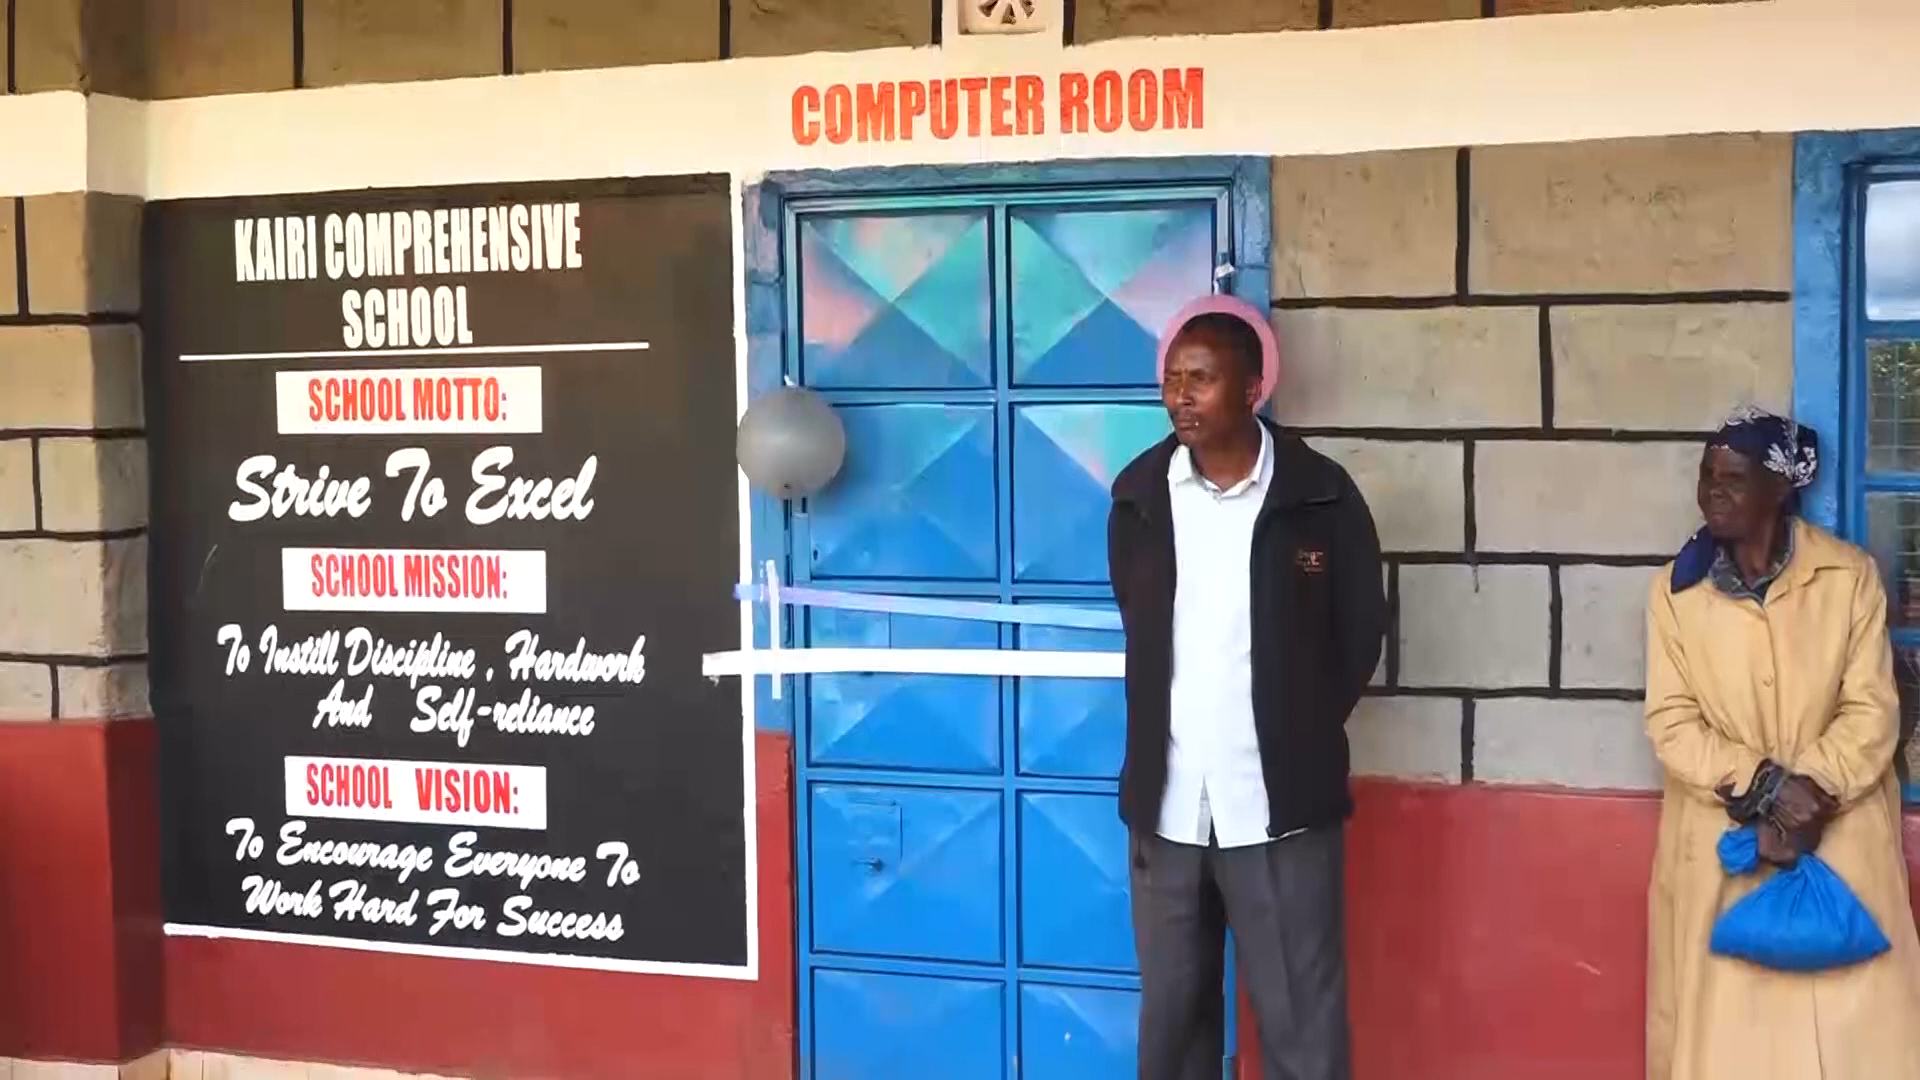 COMPUTER ROOM
KAIRI COMPREHENSIVE
SCHOOL
SCHOOL MOTTO:
Strive To Excel
SCHOOL MISSION:
To Instill Discipline, Hardwork
And Self-reliance
SCHOOL VISION:
To Encourage Everyone To
Work Hard For Success